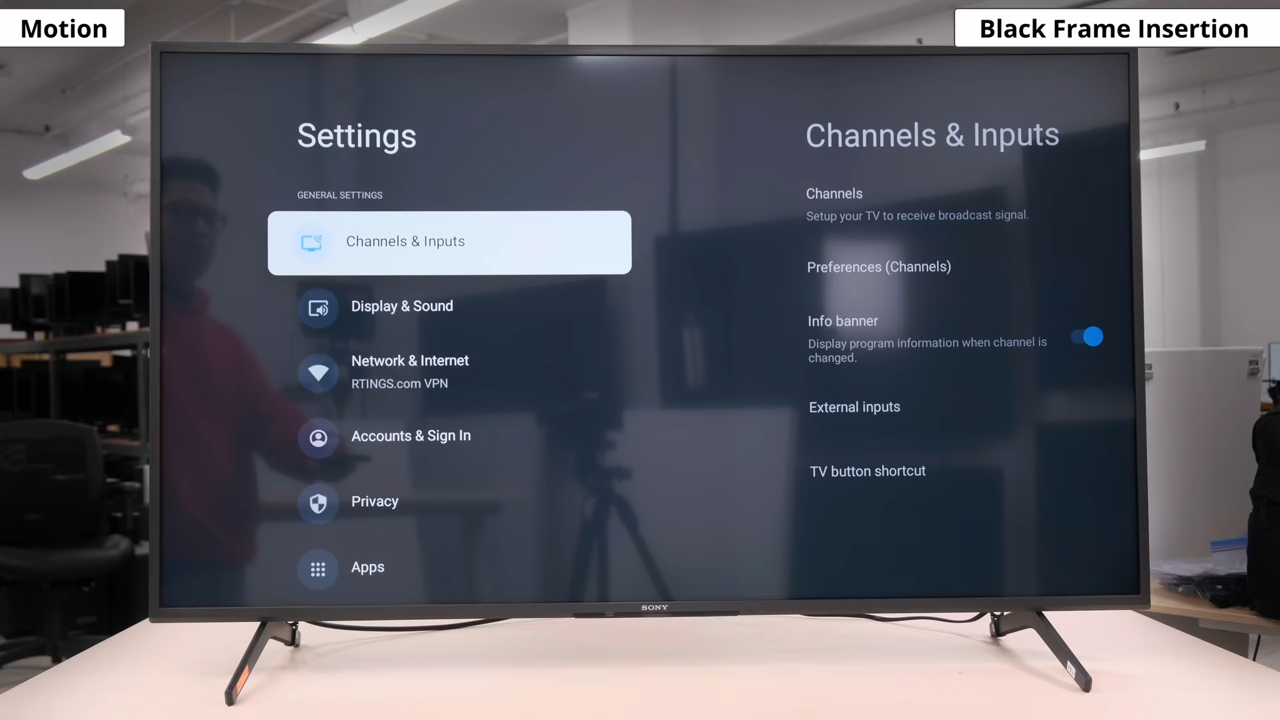 Motion
Black Frame Insertion
Settings
GENERAL SETTINGS
Channels & Inputs
Display & Sound
Network & Internet
RTINGS.com VPN
Accounts & Sign In
Privacy
Apps
Channels & Inputs
Channels
Setup your TV to receive broadcast signal.
Preferences (Channels)
Info banner
Display program information when channel is
changed.
External inputs
TV button shortcut
SONY